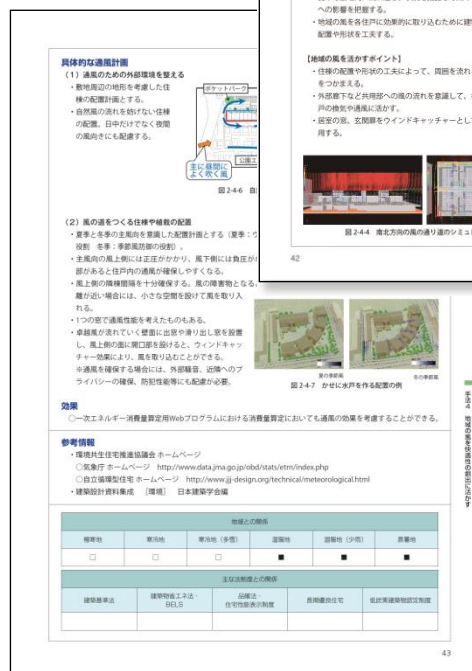 への影響を把握する。
・地域の風を各住戸に効果的に取り込むために建
配置や形状を工夫する。
【地域の風を活かすポイント】
・住棟の配置や形状の工夫によって、周囲を流れ
をつかまえる。
・外部廊下など共用部への風の流れを意識して、
戸の換気や通風に活かす。
・居室の窓、玄関扉をウインドキャッチャーとし
用する。
図 2-4-4 南北方向の風の通り道のシミュ
42
具体的な通風計画
（1）通風のための外部環境を整える
・敷地周辺の地形を考慮した住
棟の配置計画とする。
・自然風の流れを妨げない住棟
の配置。日中だけでなく夜間
の風向きにも配慮する。
ポケットパーク
公園
主に昼間に
よく吹く風
図 2-4-6 自
（2）風の道をつくる住棟や植栽の配置
・夏季と冬季の主風向を意識した配置計画とする（夏季：
役割 冬季：季節風防御の役割）。
・主風向の風上側には正圧がかかり、風下側には負圧が
部があると住戸内の通風が確保しやすくなる。
・風上側の隣棟間隔を十分確保する。風の障害物となる
離が近い場合には、小さな空間を設けて風を取り入
れる。
・1つの窓で通風性能を考えたものもある。
・卓越風が流れていく壁面に出窓や滑り出し窓を設置
し、風上側の面に開口部を設けると、ウィンドキャッ
チャー効果により、風を取り込むことができる。
※通風を確保する場合には、外部騒音、近隣へのプ
ライバシーの確保、防犯性能等にも配慮が必要。
夏の季節風
冬の季節風
図 2-4-7 かせに水戸を作る配置の例
効果
○一次エネルギー消費量算定用Webプログラムにおける消費量算定においても通風の効果を考慮することができる。
参考情報
・環境共生住宅推進協議会 ホームページ
○気象庁 ホームページ http://www.data.jma.go.jp/obd/stats/etrn/index.php
○自立循環型住宅 ホームページ http://www.jj-design.org/technical/meteorological.html
・建築設計資料集成 ［環境］ 日本建築学会編
地域との関係
極寒地 寒冷地 寒冷地（多雪） 温暖地 温暖地（少雨） 蒸暑地
□ □ □ ■ ■ ■
主な法制度との関係
建築基準法 建築物省エネ法・BELS 品確法・住宅性能表示制度 長期優良住宅 低炭素建築物認定制度
手法4 地域の風を快適性の創出に活かす
43